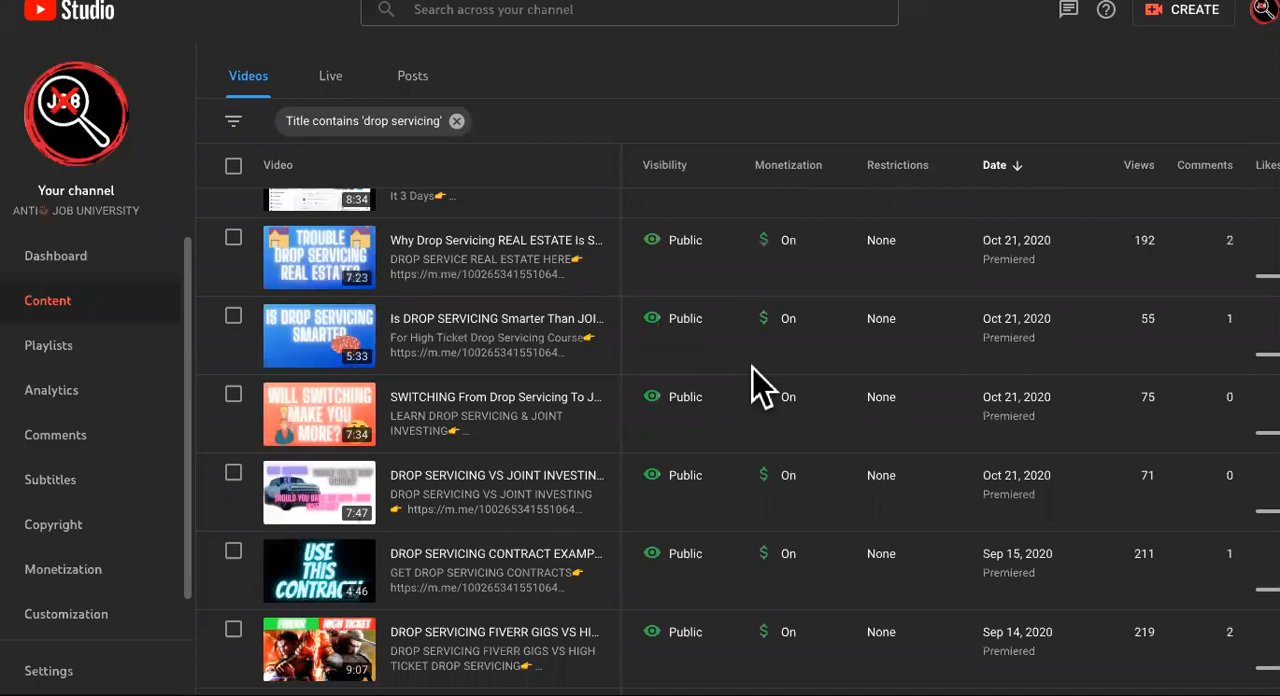 Studio
Search across your channel
CREATE
JOB
Your channel
ANTI JOB UNIVERSITY
Dashboard
Content
Playlists
Analytics
Comments
Subtitles
Copyright
Monetization
Customization
Settings
Videos Live Posts
Title contains 'drop servicing'
Video Visibility Monetization Restrictions Date Views Comments Likes
8:34
It 3 Days👉 ...
TROUBLE
DROP SERVICING
REAL ESTATE
7:23
Why Drop Servicing REAL ESTATE Is S...
DROP SERVICE REAL ESTATE HERE👉
https://m.me/100265341551064...
Public On None Oct 21, 2020 192 2
Premiered
IS DROP SERVICING
SMARTER
5:33
Is DROP SERVICING Smarter Than JOI...
For High Ticket Drop Servicing Course👉
https://m.me/100265341551064...
Public On None Oct 21, 2020 55 1
Premiered
WILL SWITCHING
MAKE YOU
MORE?
7:34
SWITCHING From Drop Servicing To J...
LEARN DROP SERVICING & JOINT
INVESTING👉 ...
Public On None Oct 21, 2020 75 0
Premiered
7:47
DROP SERVICING VS JOINT INVESTIN...
DROP SERVICING VS JOINT INVESTING
👉 https://m.me/100265341551064...
Public On None Oct 21, 2020 71 0
Premiered
USE
THIS
CONTRACT
4:46
DROP SERVICING CONTRACT EXAMP...
GET DROP SERVICING CONTRACTS👉
https://m.me/100265341551064...
Public On None Sep 15, 2020 211 1
Premiered
FIVERR HIGH TICKET
9:07
DROP SERVICING FIVERR GIGS VS HI...
DROP SERVICING FIVERR GIGS VS HIGH
TICKET DROP SERVICING👉 ...
Public On None Sep 14, 2020 219 2
Premiered